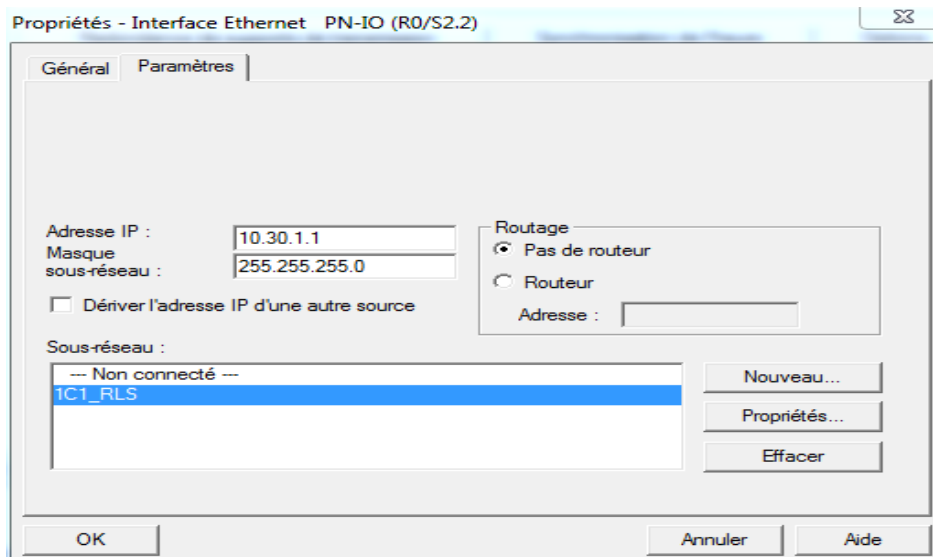 Propriétés - Interface Ethernet PN-IO (R0/S2.2)
Général
Paramètres
Adresse IP :
10.30.1.1
Masque
sous-réseau :
255.255.255.0
Dériver l'adresse IP d'une autre source
Routage
Pas de routeur
Routeur
Adresse :
Sous-réseau :
--- Non connecté ---
1C1_RLS
Nouveau...
Propriétés...
Effacer
OK
Annuler
Aide